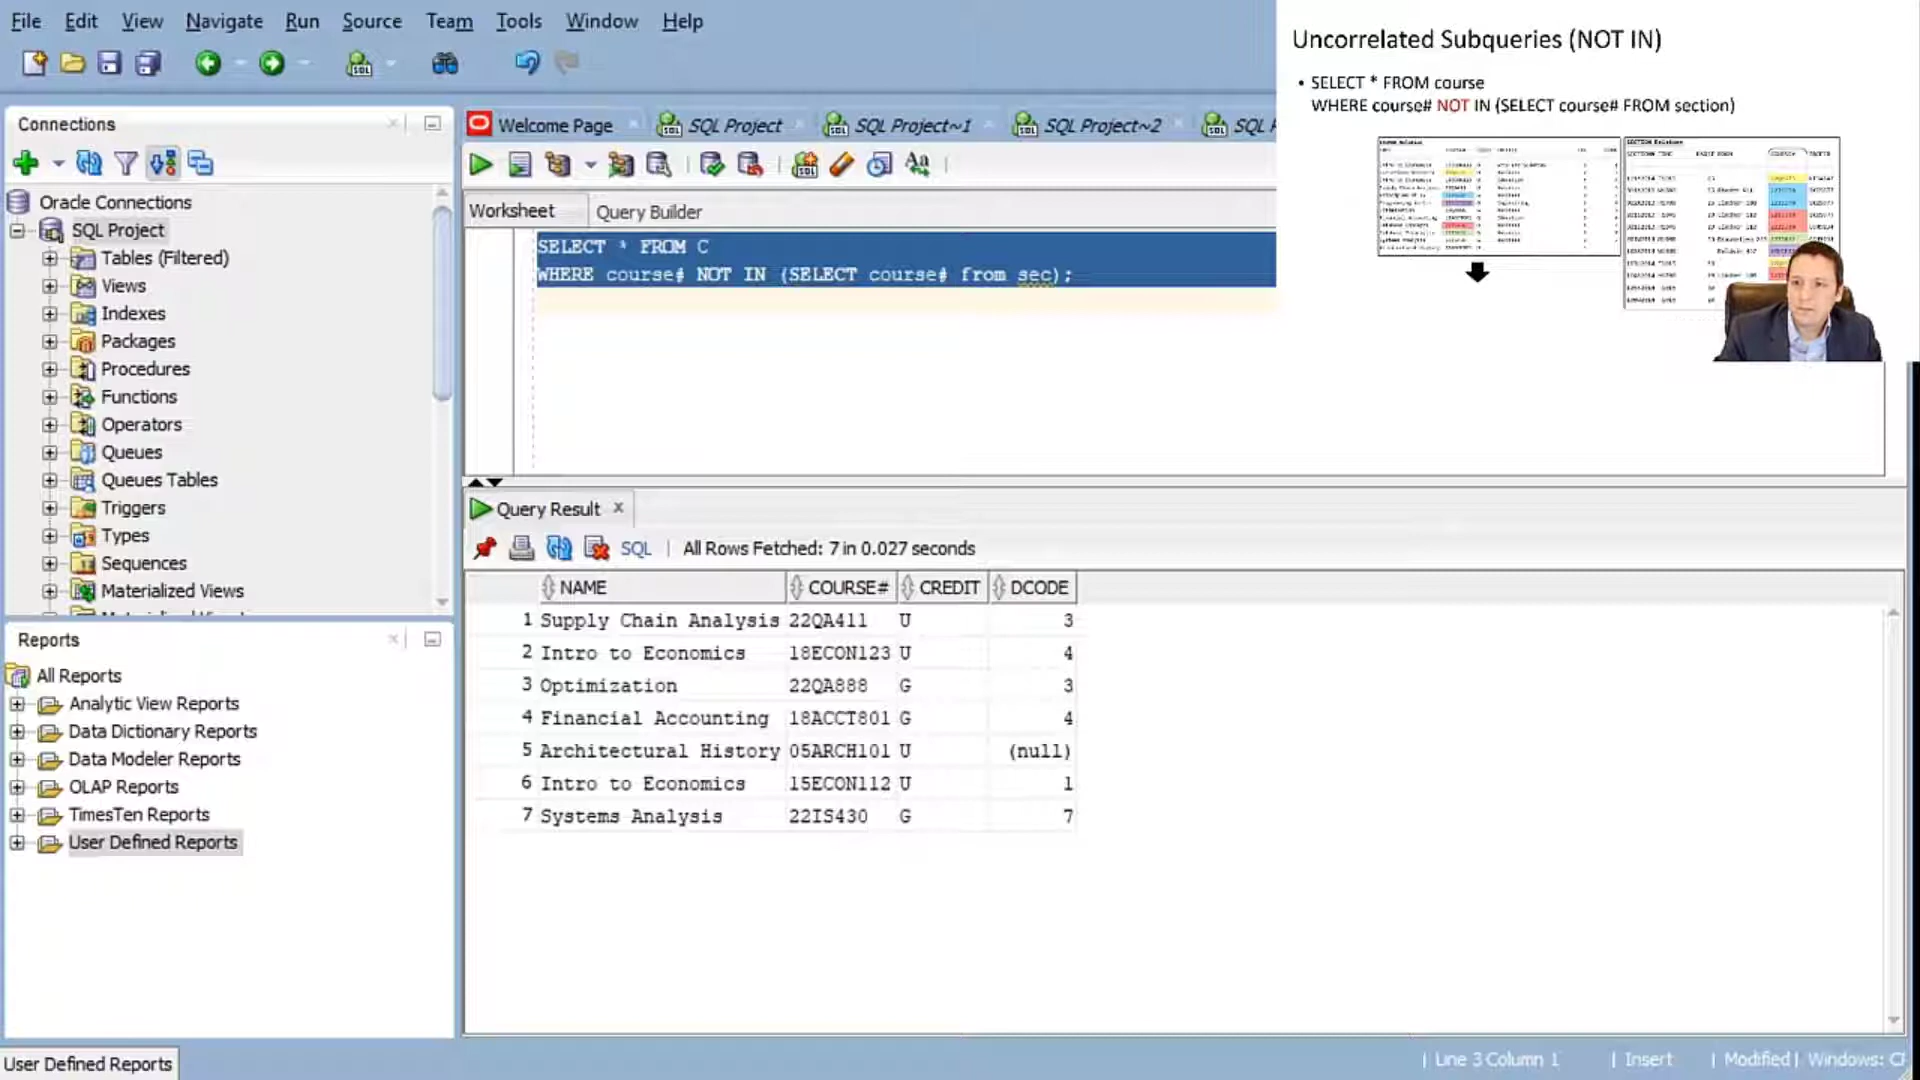 File Edit View Navigate Run Source Team Tools Window Help
Uncorrelated Subqueries (NOT IN)
• SELECT * FROM course
WHERE course# NOT IN (SELECT course# FROM section)
Connections
Welcome Page
SQL Project
SQL Project~1
SQL Project~2
Oracle Connections
SQL Project
Tables (Filtered)
Views
Indexes
Packages
Procedures
Functions
Operators
Queues
Queues Tables
Triggers
Types
Sequences
Materialized Views
Worksheet
Query Builder
SELECT * FROM C
WHERE course# NOT IN (SELECT course# from sec);
Query Result
SQL | All Rows Fetched: 7 in 0.027 seconds
NAME COURSE# CREDIT DCODE
1 Supply Chain Analysis 22QA411 U 3
2 Intro to Economics 18ECON123 U 4
3 Optimization 22QA888 G 3
4 Financial Accounting 18ACCT801 G 4
5 Architectural History 05ARCH101 U (null)
6 Intro to Economics 15ECON112 U 1
7 Systems Analysis 22IS430 G 7
Reports
All Reports
Analytic View Reports
Data Dictionary Reports
Data Modeler Reports
OLAP Reports
TimesTen Reports
User Defined Reports
User Defined Reports
| Line 3 Column 1 | Insert | Modified | Windows: